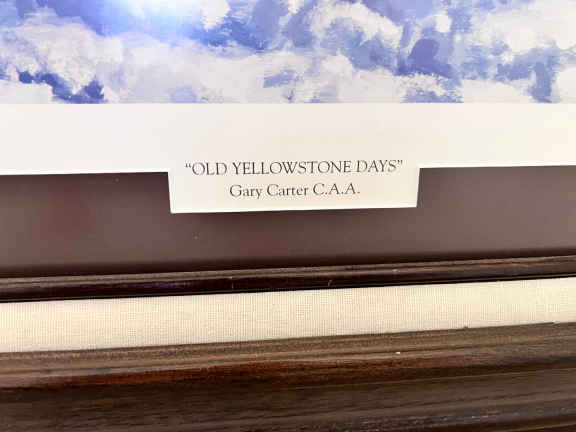 “OLD YELLOWSTONE DAYS”
Gary Carter C.A.A.